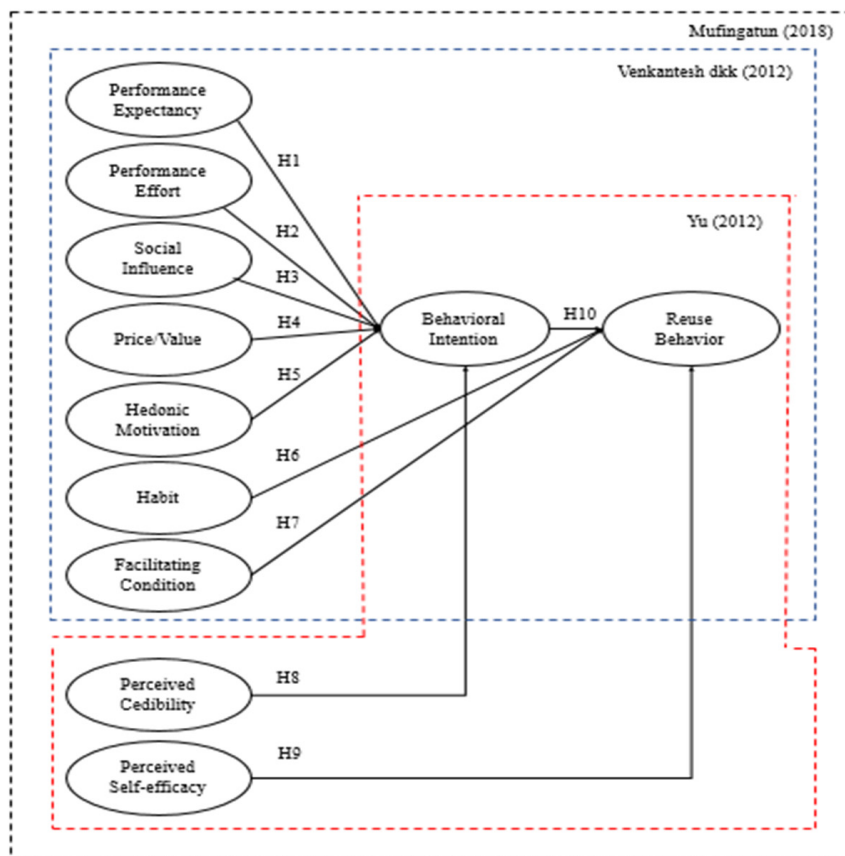 Mufingatun (2018)
Venkantesh dkk (2012)
Performance
Expectancy
H1
Performance
Effort
H2
Yu (2012)
Social
Influence
H3
Price/Value
H4
Behavioral
Intention
H10
Reuse
Behavior
Hedonic
Motivation
H5
Habit
H6
Facilitating
Condition
H7
Perceived
Cedibility
H8
Perceived
Self-efficacy
H9